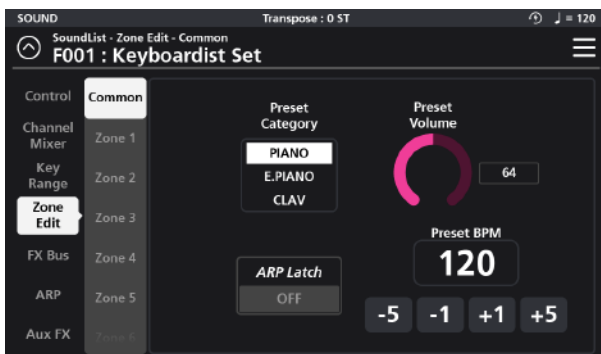 SOUND Transpose : 0 ST ♩ = 120
SoundList - Zone Edit - Common
F001 : Keyboardist Set
Control
Channel
Mixer
Key
Range
Zone
Edit
FX Bus
ARP
Aux FX
Common
Zone 1
Zone 2
Zone 3
Zone 4
Zone 5
Zone 6
Preset
Category
PIANO
E.PIANO
CLAV
Preset
Volume
64
ARP Latch
OFF
Preset BPM
120
-5 -1 +1 +5